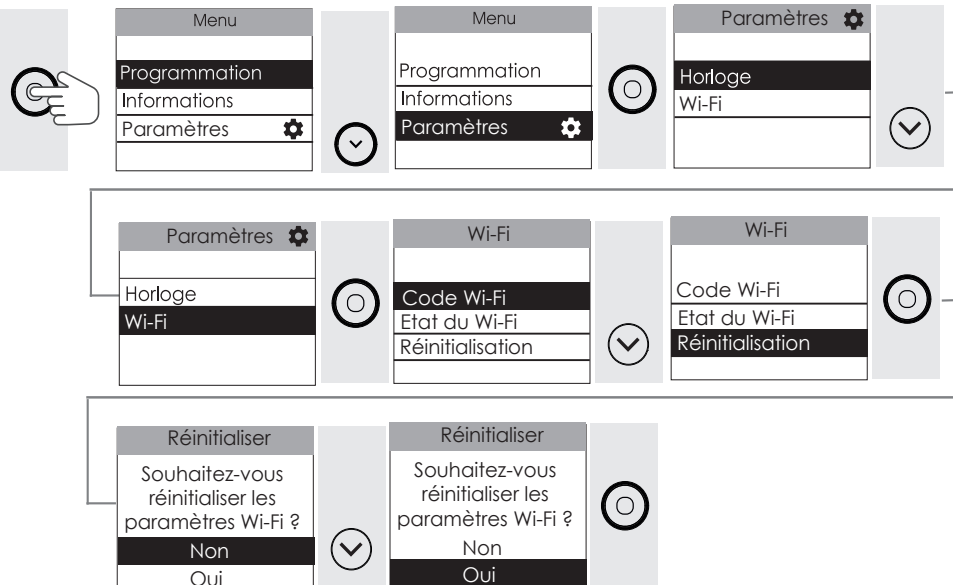 Menu
Programmation
Informations
Paramètres
Menu
Programmation
Informations
Paramètres
Paramètres
Horloge
Wi-Fi
Paramètres
Horloge
Wi-Fi
Wi-Fi
Code Wi-Fi
Etat du Wi-Fi
Réinitialisation
Wi-Fi
Code Wi-Fi
Etat du Wi-Fi
Réinitialisation
Réinitialiser
Souhaitez-vous
réinitialiser les
paramètres Wi-Fi ?
Non
Oui
Réinitialiser
Souhaitez-vous
réinitialiser les
paramètres Wi-Fi ?
Non
Oui